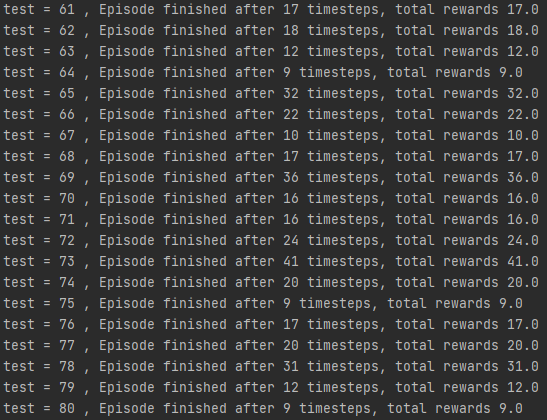 test = 61 , Episode finished after 17 timesteps, total rewards 17.0
test = 62 , Episode finished after 18 timesteps, total rewards 18.0
test = 63 , Episode finished after 12 timesteps, total rewards 12.0
test = 64 , Episode finished after 9 timesteps, total rewards 9.0
test = 65 , Episode finished after 32 timesteps, total rewards 32.0
test = 66 , Episode finished after 22 timesteps, total rewards 22.0
test = 67 , Episode finished after 10 timesteps, total rewards 10.0
test = 68 , Episode finished after 17 timesteps, total rewards 17.0
test = 69 , Episode finished after 36 timesteps, total rewards 36.0
test = 70 , Episode finished after 16 timesteps, total rewards 16.0
test = 71 , Episode finished after 16 timesteps, total rewards 16.0
test = 72 , Episode finished after 24 timesteps, total rewards 24.0
test = 73 , Episode finished after 41 timesteps, total rewards 41.0
test = 74 , Episode finished after 20 timesteps, total rewards 20.0
test = 75 , Episode finished after 9 timesteps, total rewards 9.0
test = 76 , Episode finished after 17 timesteps, total rewards 17.0
test = 77 , Episode finished after 20 timesteps, total rewards 20.0
test = 78 , Episode finished after 31 timesteps, total rewards 31.0
test = 79 , Episode finished after 12 timesteps, total rewards 12.0
test = 80 , Episode finished after 9 timesteps, total rewards 9.0